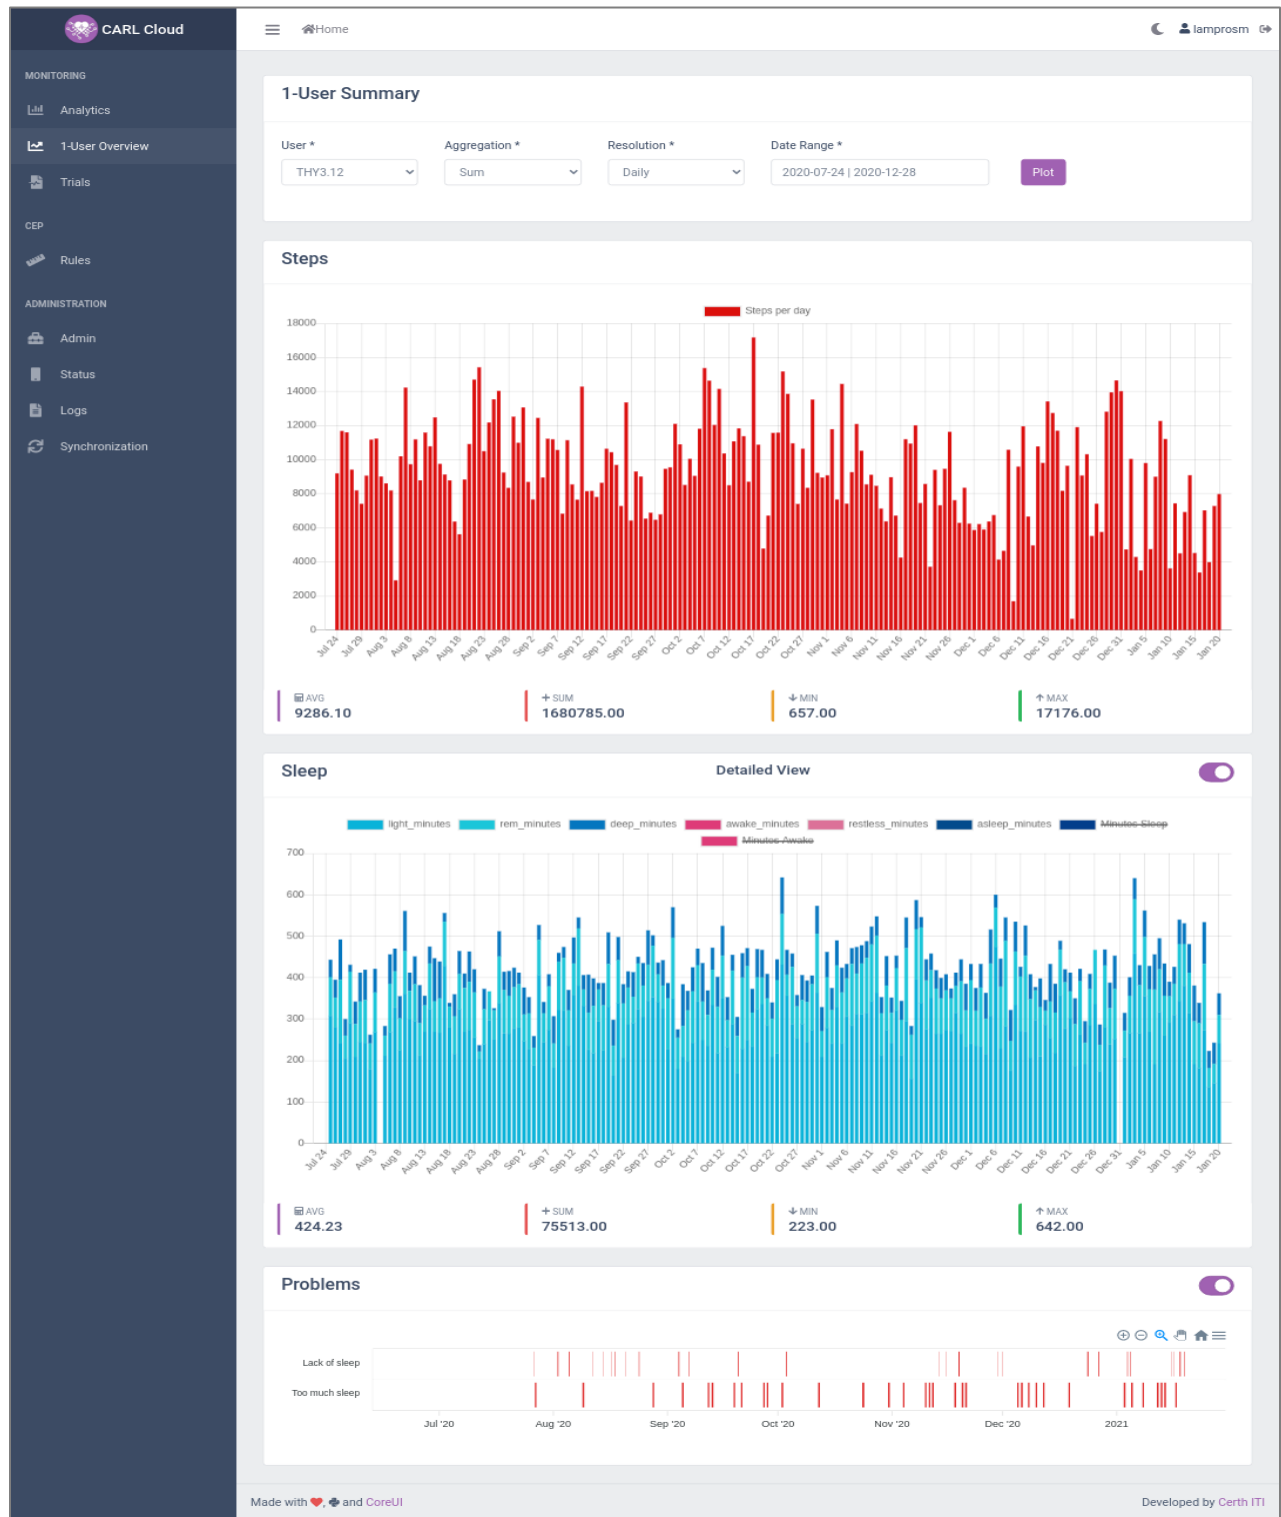 CARL Cloud
Home
lamprosm
MONITORING
Analytics
1-User Overview
Trials
CEP
Rules
ADMINISTRATION
Admin
Status
Logs
Synchronization
1-User Summary
User * Aggregation * Resolution * Date Range *
THY3.12 Sum Daily 2020-07-24 | 2020-12-28 Plot
Steps
Steps per day
18000
16000
14000
12000
10000
8000
6000
4000
2000
0
Jul 24 Jul 29 Aug 3 Aug 8 Aug 13 Aug 18 Aug 23 Aug 28 Sep 2 Sep 7 Sep 12 Sep 17 Sep 22 Sep 27 Oct 2 Oct 7 Oct 12 Oct 17 Oct 22 Oct 27 Nov 1 Nov 6 Nov 11 Nov 16 Nov 21 Nov 26 Dec 1 Dec 6 Dec 11 Dec 16 Dec 21 Dec 26 Dec 31 Jan 5 Jan 10 Jan 15 Jan 20
AVG SUM MIN MAX
9286.10 1680785.00 657.00 17176.00
Sleep Detailed View
light_minutes rem_minutes deep_minutes awake_minutes restless_minutes asleep_minutes Minutes Sleep
Minutes Awake
700
600
500
400
300
200
100
0
Jul 24 Jul 29 Aug 3 Aug 8 Aug 13 Aug 18 Aug 23 Aug 28 Sep 2 Sep 7 Sep 12 Sep 17 Sep 22 Sep 27 Oct 2 Oct 7 Oct 12 Oct 17 Oct 22 Oct 27 Nov 1 Nov 6 Nov 11 Nov 16 Nov 21 Nov 26 Dec 1 Dec 6 Dec 11 Dec 16 Dec 21 Dec 26 Dec 31 Jan 5 Jan 10 Jan 15 Jan 20
AVG SUM MIN MAX
424.23 75513.00 223.00 642.00
Problems
Lack of sleep
Too much sleep
Jul '20 Aug '20 Sep '20 Oct '20 Nov '20 Dec '20 2021
Made with , and CoreUI
Developed by Certh ITI